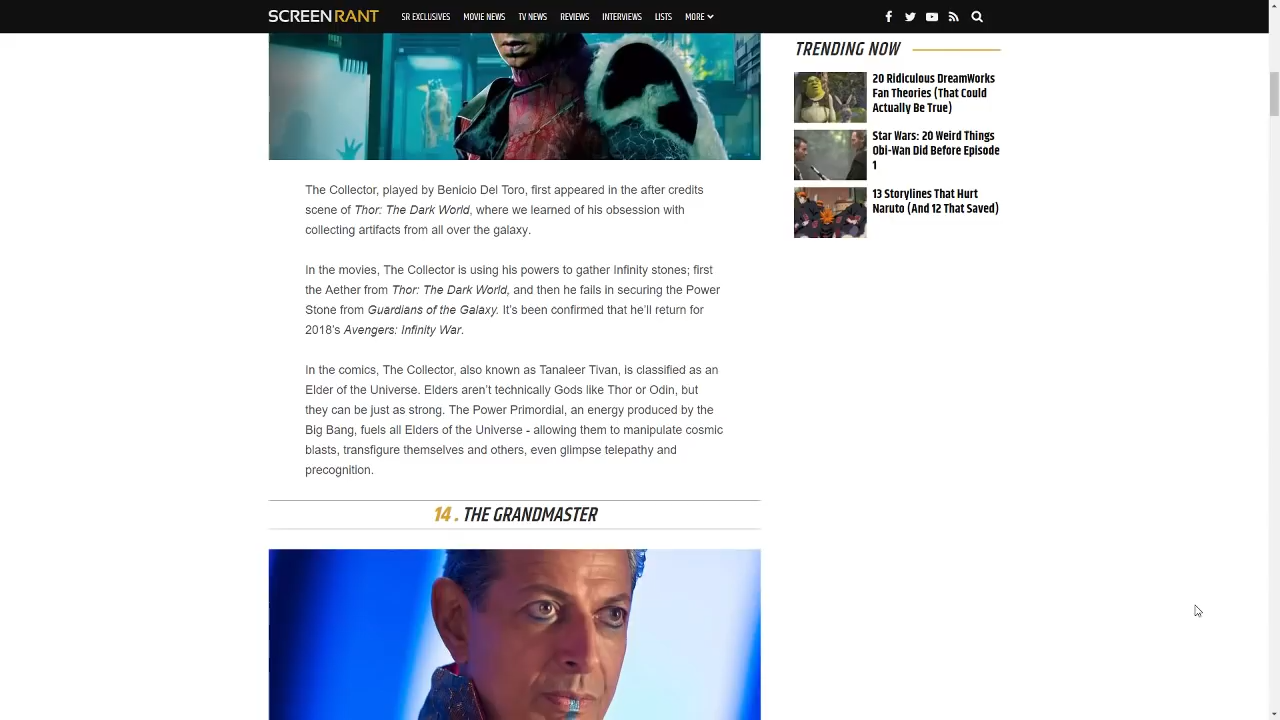 SCREENRANT SR EXCLUSIVES MOVIE NEWS TV NEWS REVIEWS INTERVIEWS LISTS MORE
The Collector, played by Benicio Del Toro, first appeared in the after credits
scene of Thor: The Dark World, where we learned of his obsession with
collecting artifacts from all over the galaxy.
In the movies, The Collector is using his powers to gather Infinity stones; first
the Aether from Thor: The Dark World, and then he fails in securing the Power
Stone from Guardians of the Galaxy. It’s been confirmed that he’ll return for
2018’s Avengers: Infinity War.
In the comics, The Collector, also known as Tanaleer Tivan, is classified as an
Elder of the Universe. Elders aren’t technically Gods like Thor or Odin, but
they can be just as strong. The Power Primordial, an energy produced by the
Big Bang, fuels all Elders of the Universe - allowing them to manipulate cosmic
blasts, transfigure themselves and others, even glimpse telepathy and
precognition.
14 . THE GRANDMASTER
TRENDING NOW
20 Ridiculous DreamWorks
Fan Theories (That Could
Actually Be True)
Star Wars: 20 Weird Things
Obi-Wan Did Before Episode
1
13 Storylines That Hurt
Naruto (And 12 That Saved)